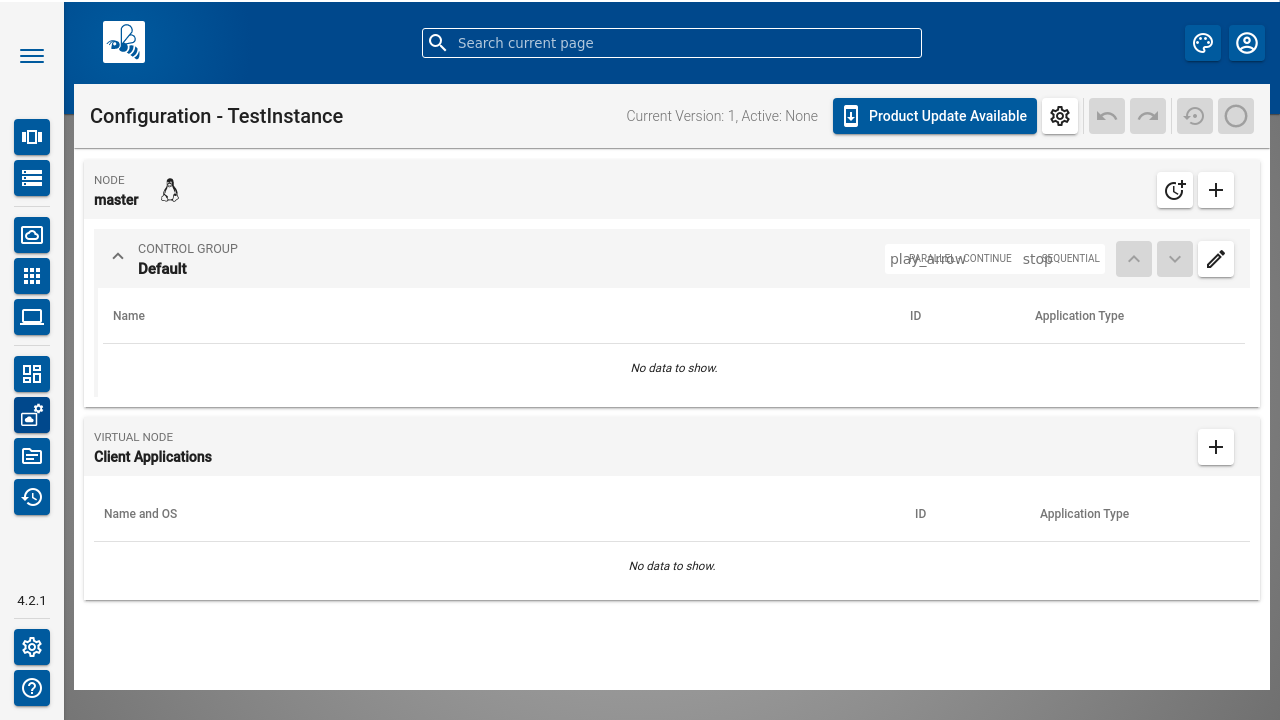 Search current page
Configuration - TestInstance
Current Version: 1, Active: None
Product Update Available
NODE
master
CONTROL GROUP
Default
play_arrow PARALLEL CONTINUE stop SEQUENTIAL
Name ID Application Type
No data to show.
VIRTUAL NODE
Client Applications
Name and OS ID Application Type
No data to show.
4.2.1